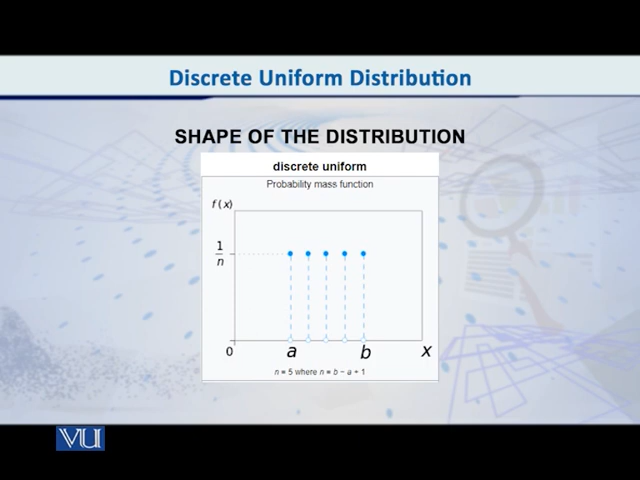 Discrete Uniform Distribution
SHAPE OF THE DISTRIBUTION
discrete uniform
Probability mass function
f(x)
1
n
0 a b x
n = 5 where n = b − a + 1
VU